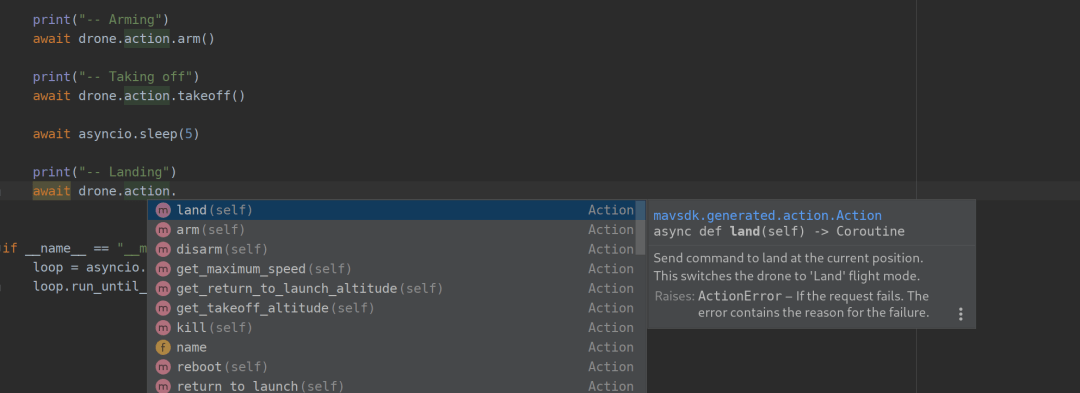 print("-- Arming")
await drone.action.arm()
print("-- Taking off")
await drone.action.takeoff()
await asyncio.sleep(5)
print("-- Landing")
await drone.action.
land(self) Action
arm(self) Action
disarm(self) Action
get_maximum_speed(self) Action
get_return_to_launch_altitude(self) Action
get_takeoff_altitude(self) Action
kill(self) Action
name Action
reboot(self) Action
return_to_launch(self) Action
mavsdk.generated.action.Action
async def land(self) -> Coroutine
Send command to land at the current position.
This switches the drone to 'Land' flight mode.
Raises: ActionError – If the request fails. The
error contains the reason for the failure.
if __name__ == "__m
loop = asyncio.
loop.run_until_